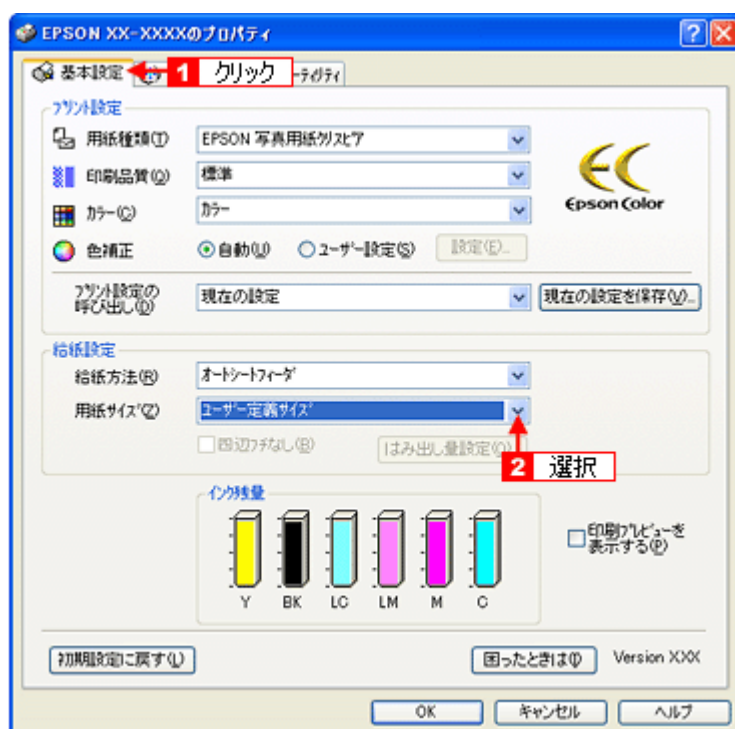 EPSON XX-XXXXのプロパティ
基本設定
1 クリック
ーティリティ
プリント設定
用紙種類(T)
EPSON 写真用紙クリスピア
印刷品質(Q)
標準
カラー(C)
カラー
色補正
自動(U)
ユーザー設定(S)
設定(E)...
Epson Color
プリント設定の
呼び出し(D)
現在の設定
現在の設定を保存(V)...
給紙設定
給紙方法(R)
オートシートフィーダ
用紙サイズ(Z)
ユーザー定義サイズ
四辺フチなし(B)
はみ出し量設定(O)
2 選択
インク残量
Y BK LC LM M C
印刷プレビューを
表示する(P)
初期設定に戻す(L)
困ったときは(I)
Version X.XX
OK
キャンセル
ヘルプ